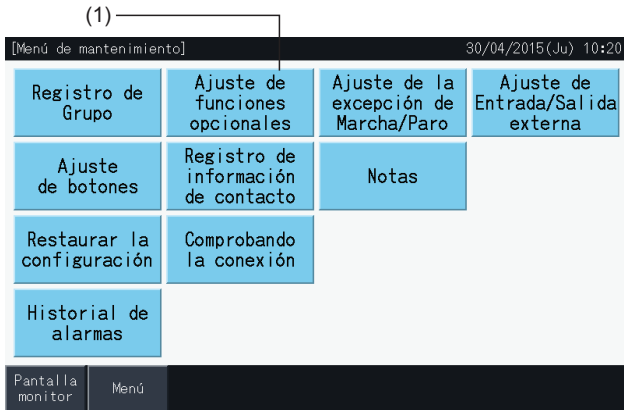 (1)
[Menú de mantenimiento] 30/04/2015(Ju) 10:20
Registro de
Grupo
Ajuste de
funciones
opcionales
Ajuste de la
excepción de
Marcha/Paro
Ajuste de
Entrada/Salida
externa
Ajuste
de botones
Registro de
información
de contacto
Notas
Restaurar la
configuración
Comprobando
la conexión
Historial de
alarmas
Pantalla
monitor
Menú